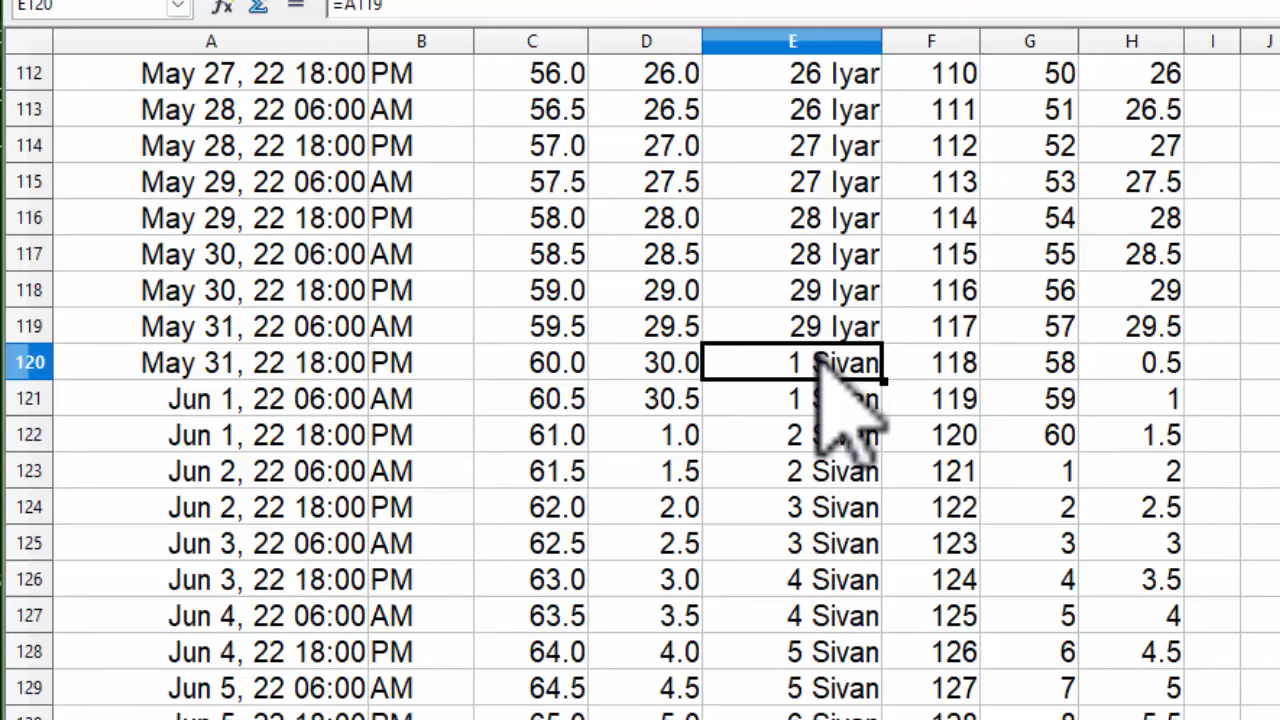 E120 fx Σ = =A119
A B C D E F G H I J
112 May 27, 22 18:00 PM 56.0 26.0 26 Iyar 110 50 26
113 May 28, 22 06:00 AM 56.5 26.5 26 Iyar 111 51 26.5
114 May 28, 22 18:00 PM 57.0 27.0 27 Iyar 112 52 27
115 May 29, 22 06:00 AM 57.5 27.5 27 Iyar 113 53 27.5
116 May 29, 22 18:00 PM 58.0 28.0 28 Iyar 114 54 28
117 May 30, 22 06:00 AM 58.5 28.5 28 Iyar 115 55 28.5
118 May 30, 22 18:00 PM 59.0 29.0 29 Iyar 116 56 29
119 May 31, 22 06:00 AM 59.5 29.5 29 Iyar 117 57 29.5
120 May 31, 22 18:00 PM 60.0 30.0 1 Sivan 118 58 0.5
121 Jun 1, 22 06:00 AM 60.5 30.5 1 Sivan 119 59 1
122 Jun 1, 22 18:00 PM 61.0 1.0 2 Sivan 120 60 1.5
123 Jun 2, 22 06:00 AM 61.5 1.5 2 Sivan 121 1 2
124 Jun 2, 22 18:00 PM 62.0 2.0 3 Sivan 122 2 2.5
125 Jun 3, 22 06:00 AM 62.5 2.5 3 Sivan 123 3 3
126 Jun 3, 22 18:00 PM 63.0 3.0 4 Sivan 124 4 3.5
127 Jun 4, 22 06:00 AM 63.5 3.5 4 Sivan 125 5 4
128 Jun 4, 22 18:00 PM 64.0 4.0 5 Sivan 126 6 4.5
129 Jun 5, 22 06:00 AM 64.5 4.5 5 Sivan 127 7 5